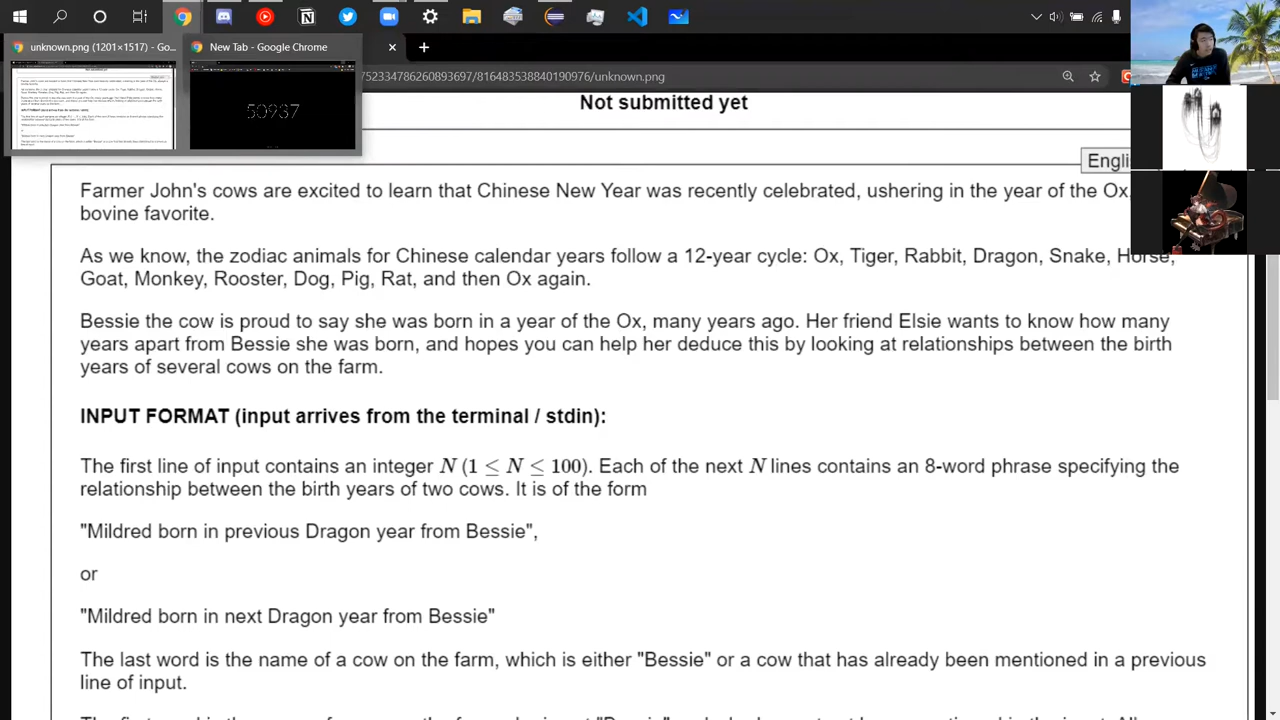 unknown.png (1201×1517) - Go...
New Tab - Google Chrome
50937
7523347862608936/unknown.png
Not submitted yet
Farmer John's cows are excited to learn that Chinese New Year was recently celebrated, ushering in the year of the Ox,
bovine favorite.
As we know, the zodiac animals for Chinese calendar years follow a 12-year cycle: Ox, Tiger, Rabbit, Dragon, Snake, Horse,
Goat, Monkey, Rooster, Dog, Pig, Rat, and then Ox again.
Bessie the cow is proud to say she was born in a year of the Ox, many years ago. Her friend Elsie wants to know how many
years apart from Bessie she was born, and hopes you can help her deduce this by looking at relationships between the birth
years of several cows on the farm.
INPUT FORMAT (input arrives from the terminal / stdin):
The first line of input contains an integer N (1 ≤ N ≤ 100). Each of the next N lines contains an 8-word phrase specifying the
relationship between the birth years of two cows. It is of the form
"Mildred born in previous Dragon year from Bessie",
or
"Mildred born in next Dragon year from Bessie"
The last word is the name of a cow on the farm, which is either "Bessie" or a cow that has already been mentioned in a previous
line of input.